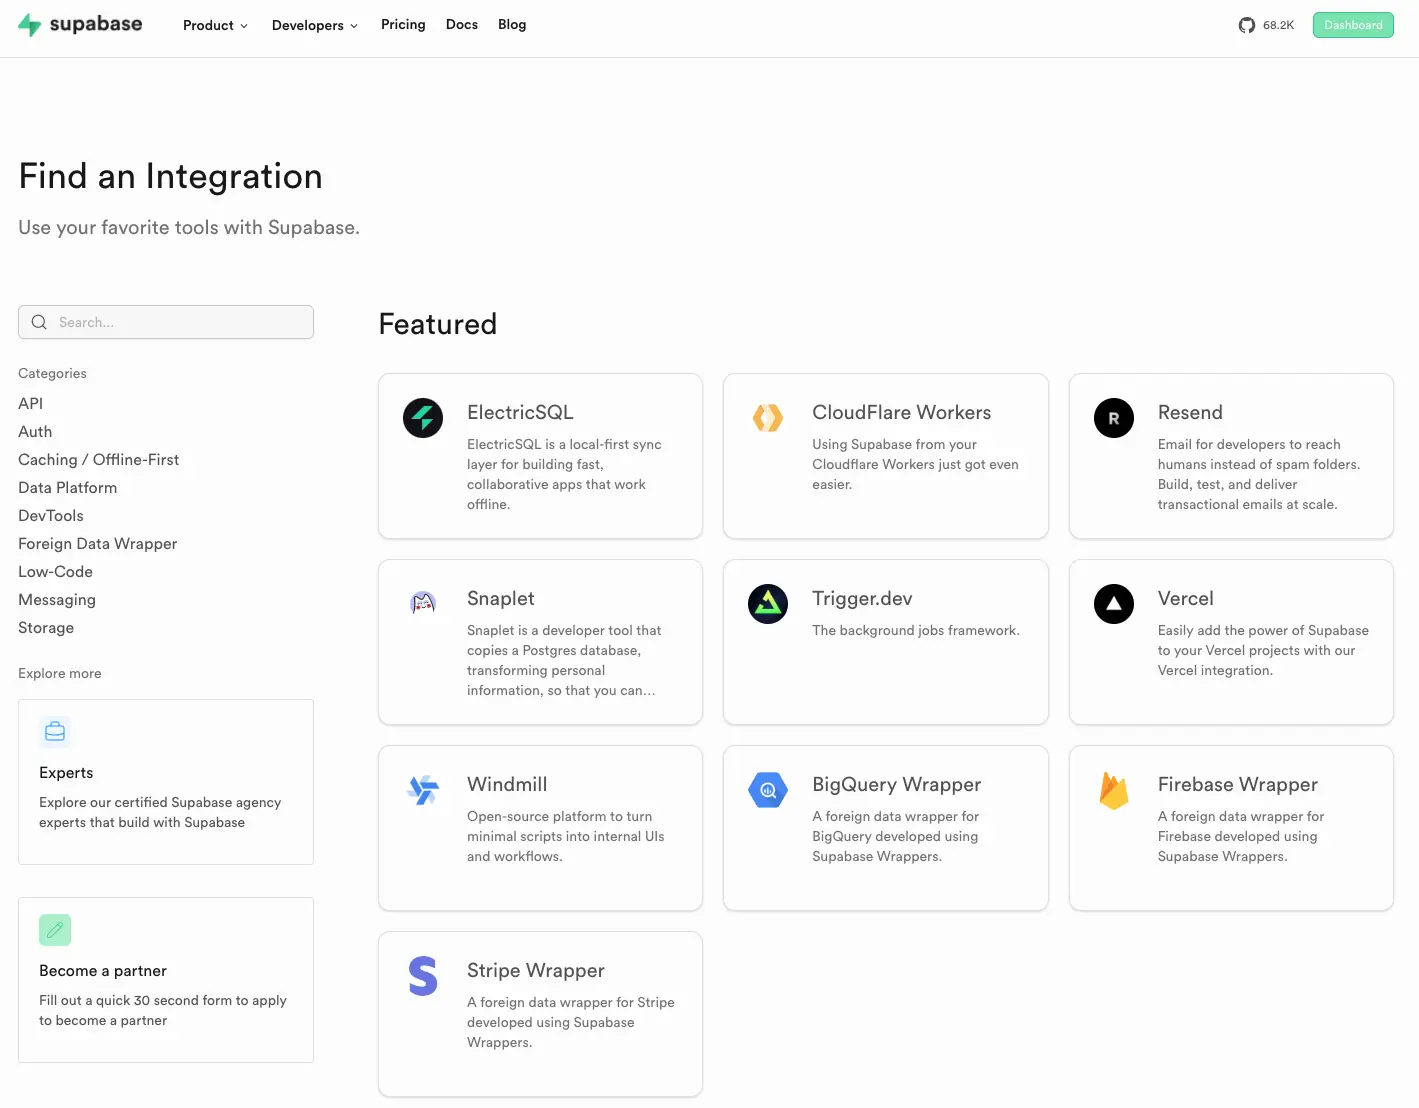 supabase
Product
Developers
Pricing
Docs
Blog
68.2K
Dashboard
Find an Integration
Use your favorite tools with Supabase.
Search...
Categories
API
Auth
Caching / Offline-First
Data Platform
DevTools
Foreign Data Wrapper
Low-Code
Messaging
Storage
Explore more
Experts
Explore our certified Supabase agency
experts that build with Supabase
Become a partner
Fill out a quick 30 second form to apply
to become a partner
Featured
ElectricSQL
ElectricSQL is a local-first sync
layer for building fast,
collaborative apps that work
offline.
CloudFlare Workers
Using Supabase from your
Cloudflare Workers just got even
easier.
R
Resend
Email for developers to reach
humans instead of spam folders.
Build, test, and deliver
transactional emails at scale.
Snaplet
Snaplet is a developer tool that
copies a Postgres database,
transforming personal
information, so that you can...
Trigger.dev
The background jobs framework.
Vercel
Easily add the power of Supabase
to your Vercel projects with our
Vercel integration.
Windmill
Open-source platform to turn
minimal scripts into internal UIs
and workflows.
BigQuery Wrapper
A foreign data wrapper for
BigQuery developed using
Supabase Wrappers.
Firebase Wrapper
A foreign data wrapper for
Firebase developed using
Supabase Wrappers.
S
Stripe Wrapper
A foreign data wrapper for Stripe
developed using Supabase
Wrappers.